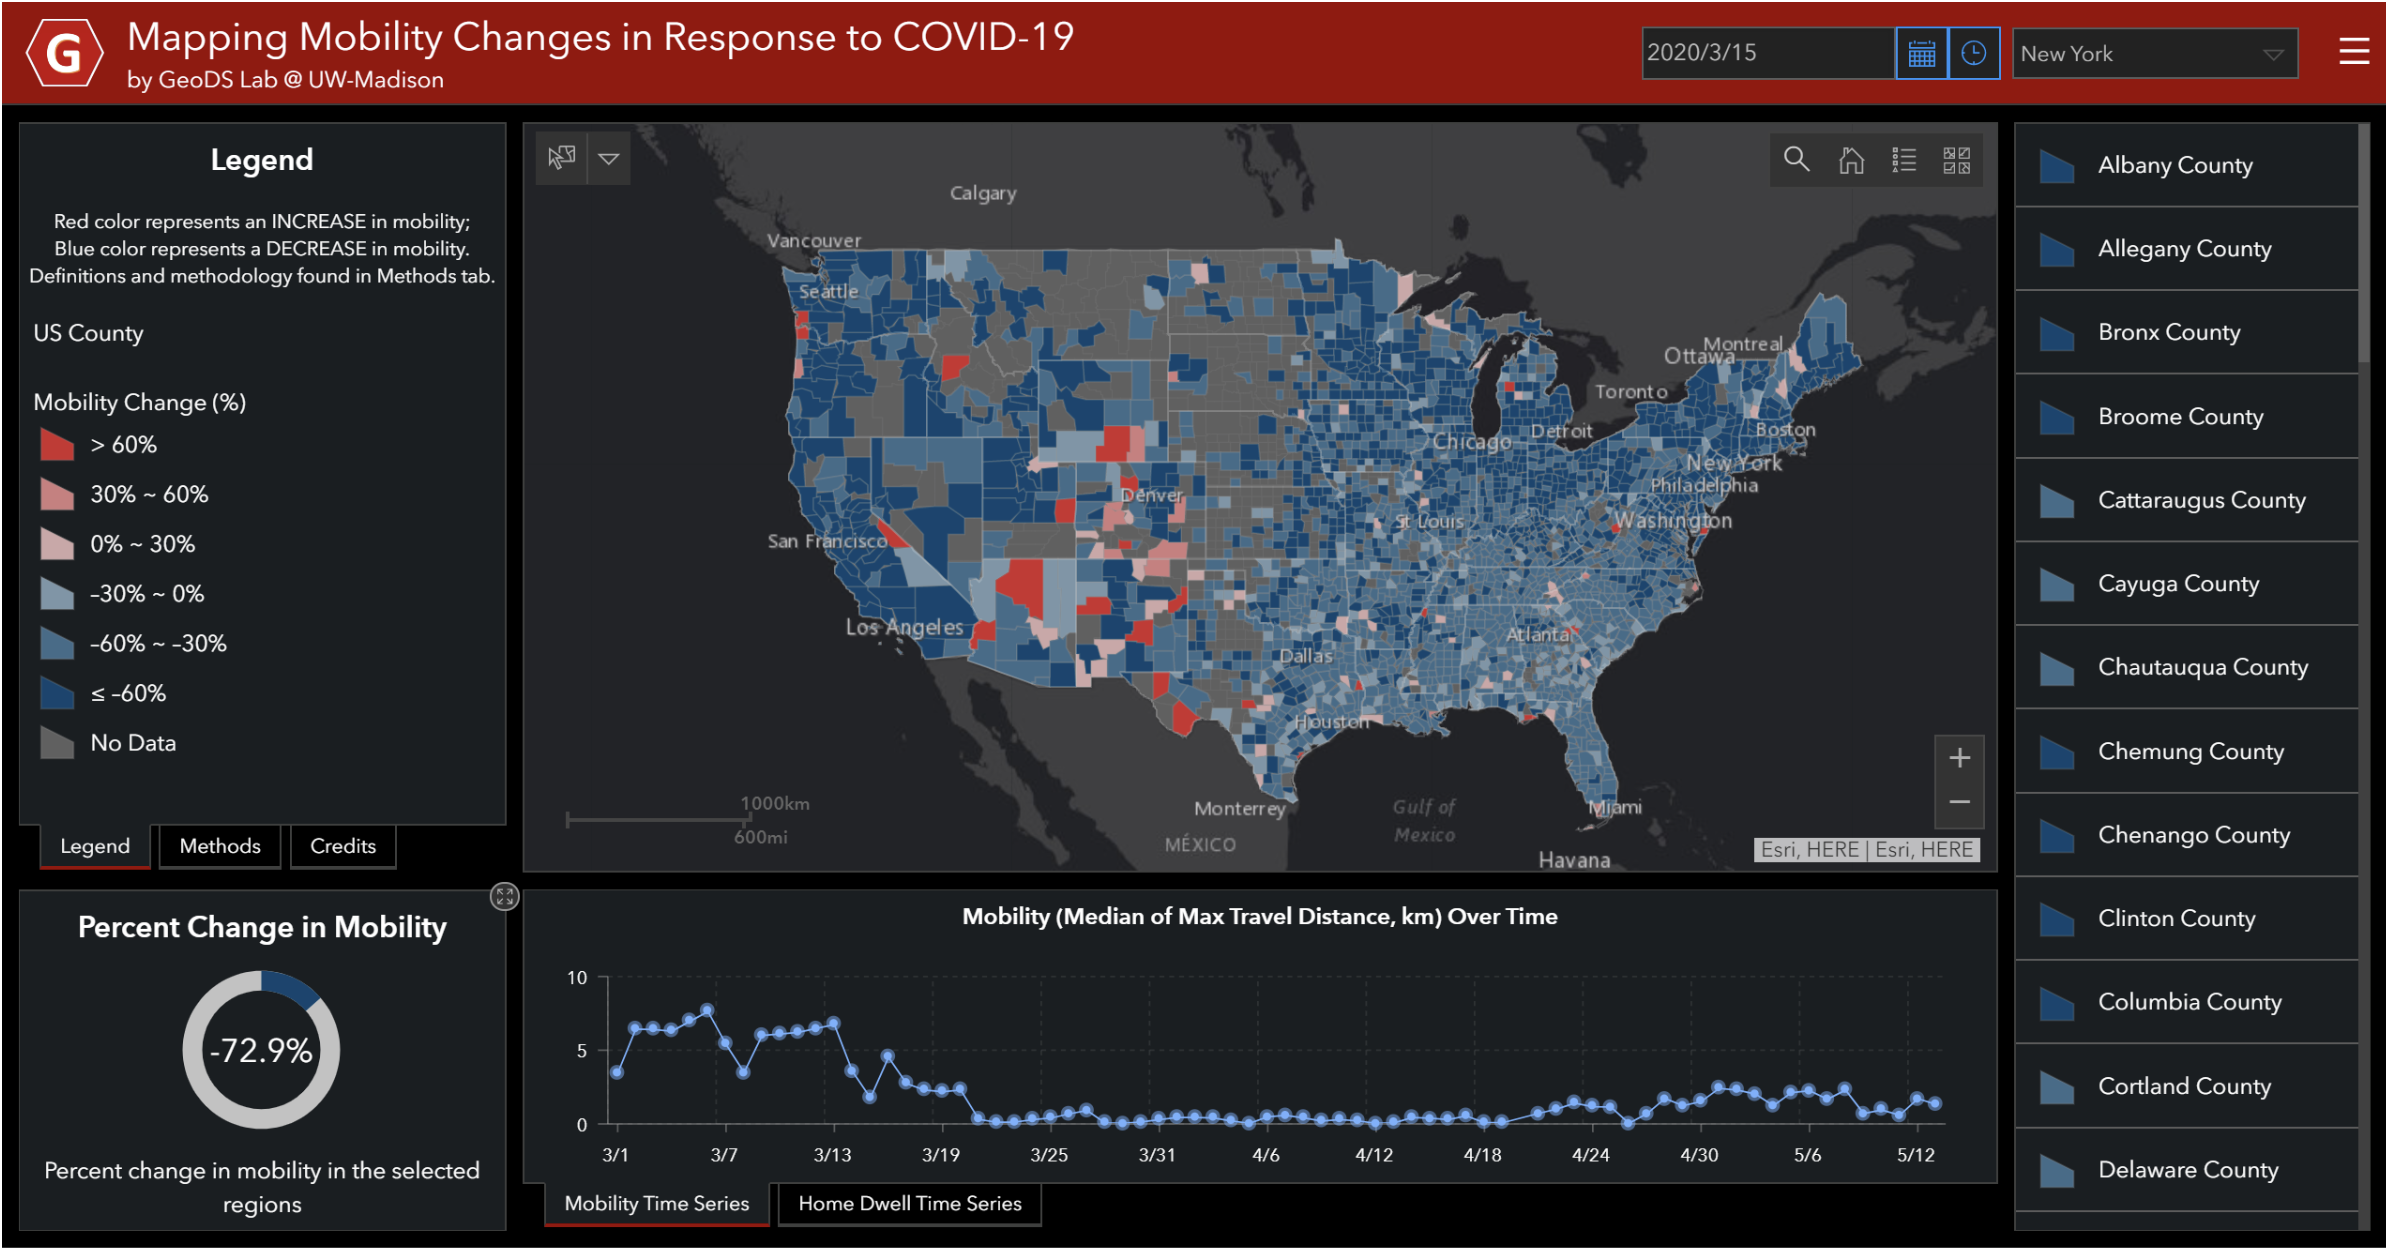 G
Mapping Mobility Changes in Response to COVID-19
by GeoDS Lab @ UW-Madison
2020/3/15
New York
Legend
Red color represents an INCREASE in mobility;
Blue color represents a DECREASE in mobility.
Definitions and methodology found in Methods tab.
US County
Mobility Change (%)
> 60%
30% ~ 60%
0% ~ 30%
-30% ~ 0%
-60% ~ -30%
≤ -60%
No Data
Legend
Methods
Credits
Calgary
Vancouver
Seattle
Montreal
Ottawa
Toronto
Boston
Detroit
Chicago
New York
Philadelphia
Denver
St Louis
Washington
San Francisco
Los Angeles
Atlanta
Dallas
Houston
Monterrey
Gulf of
Mexico
Miami
MÉXICO
Havana
1000km
600mi
+
−
Esri, HERE | Esri, HERE
Percent Change in Mobility
-72.9%
Percent change in mobility in the selected
regions
Mobility (Median of Max Travel Distance, km) Over Time
10
5
0
3/1 3/7 3/13 3/19 3/25 3/31 4/6 4/12 4/18 4/24 4/30 5/6 5/12
Mobility Time Series
Home Dwell Time Series
Albany County
Allegany County
Bronx County
Broome County
Cattaraugus County
Cayuga County
Chautauqua County
Chemung County
Chenango County
Clinton County
Columbia County
Cortland County
Delaware County